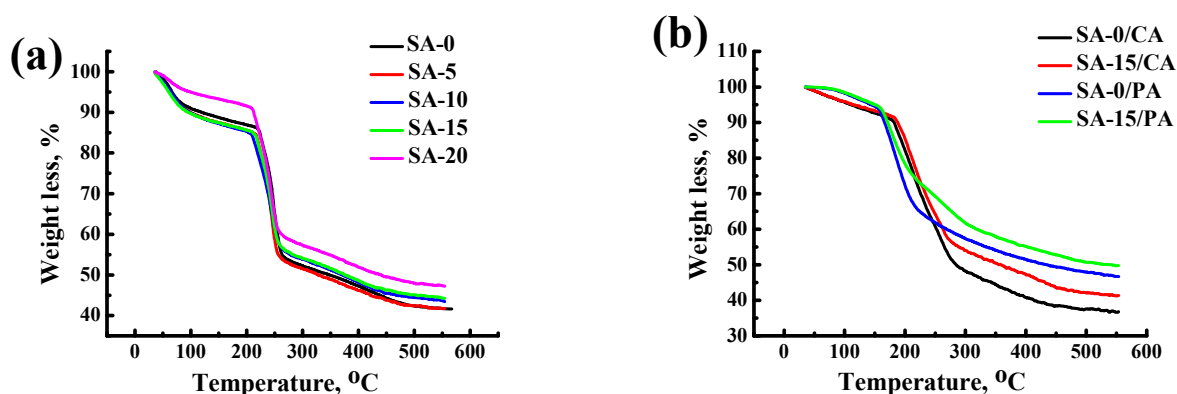 (a)
SA-0
SA-5
SA-10
SA-15
SA-20
Weight less, %
100
90
80
70
60
50
40
0 100 200 300 400 500 600
Temperature, ºC
(b)
SA-0/CA
SA-15/CA
SA-0/PA
SA-15/PA
Weight less, %
110
100
90
80
70
60
50
40
30
0 100 200 300 400 500 600
Temperature, ºC